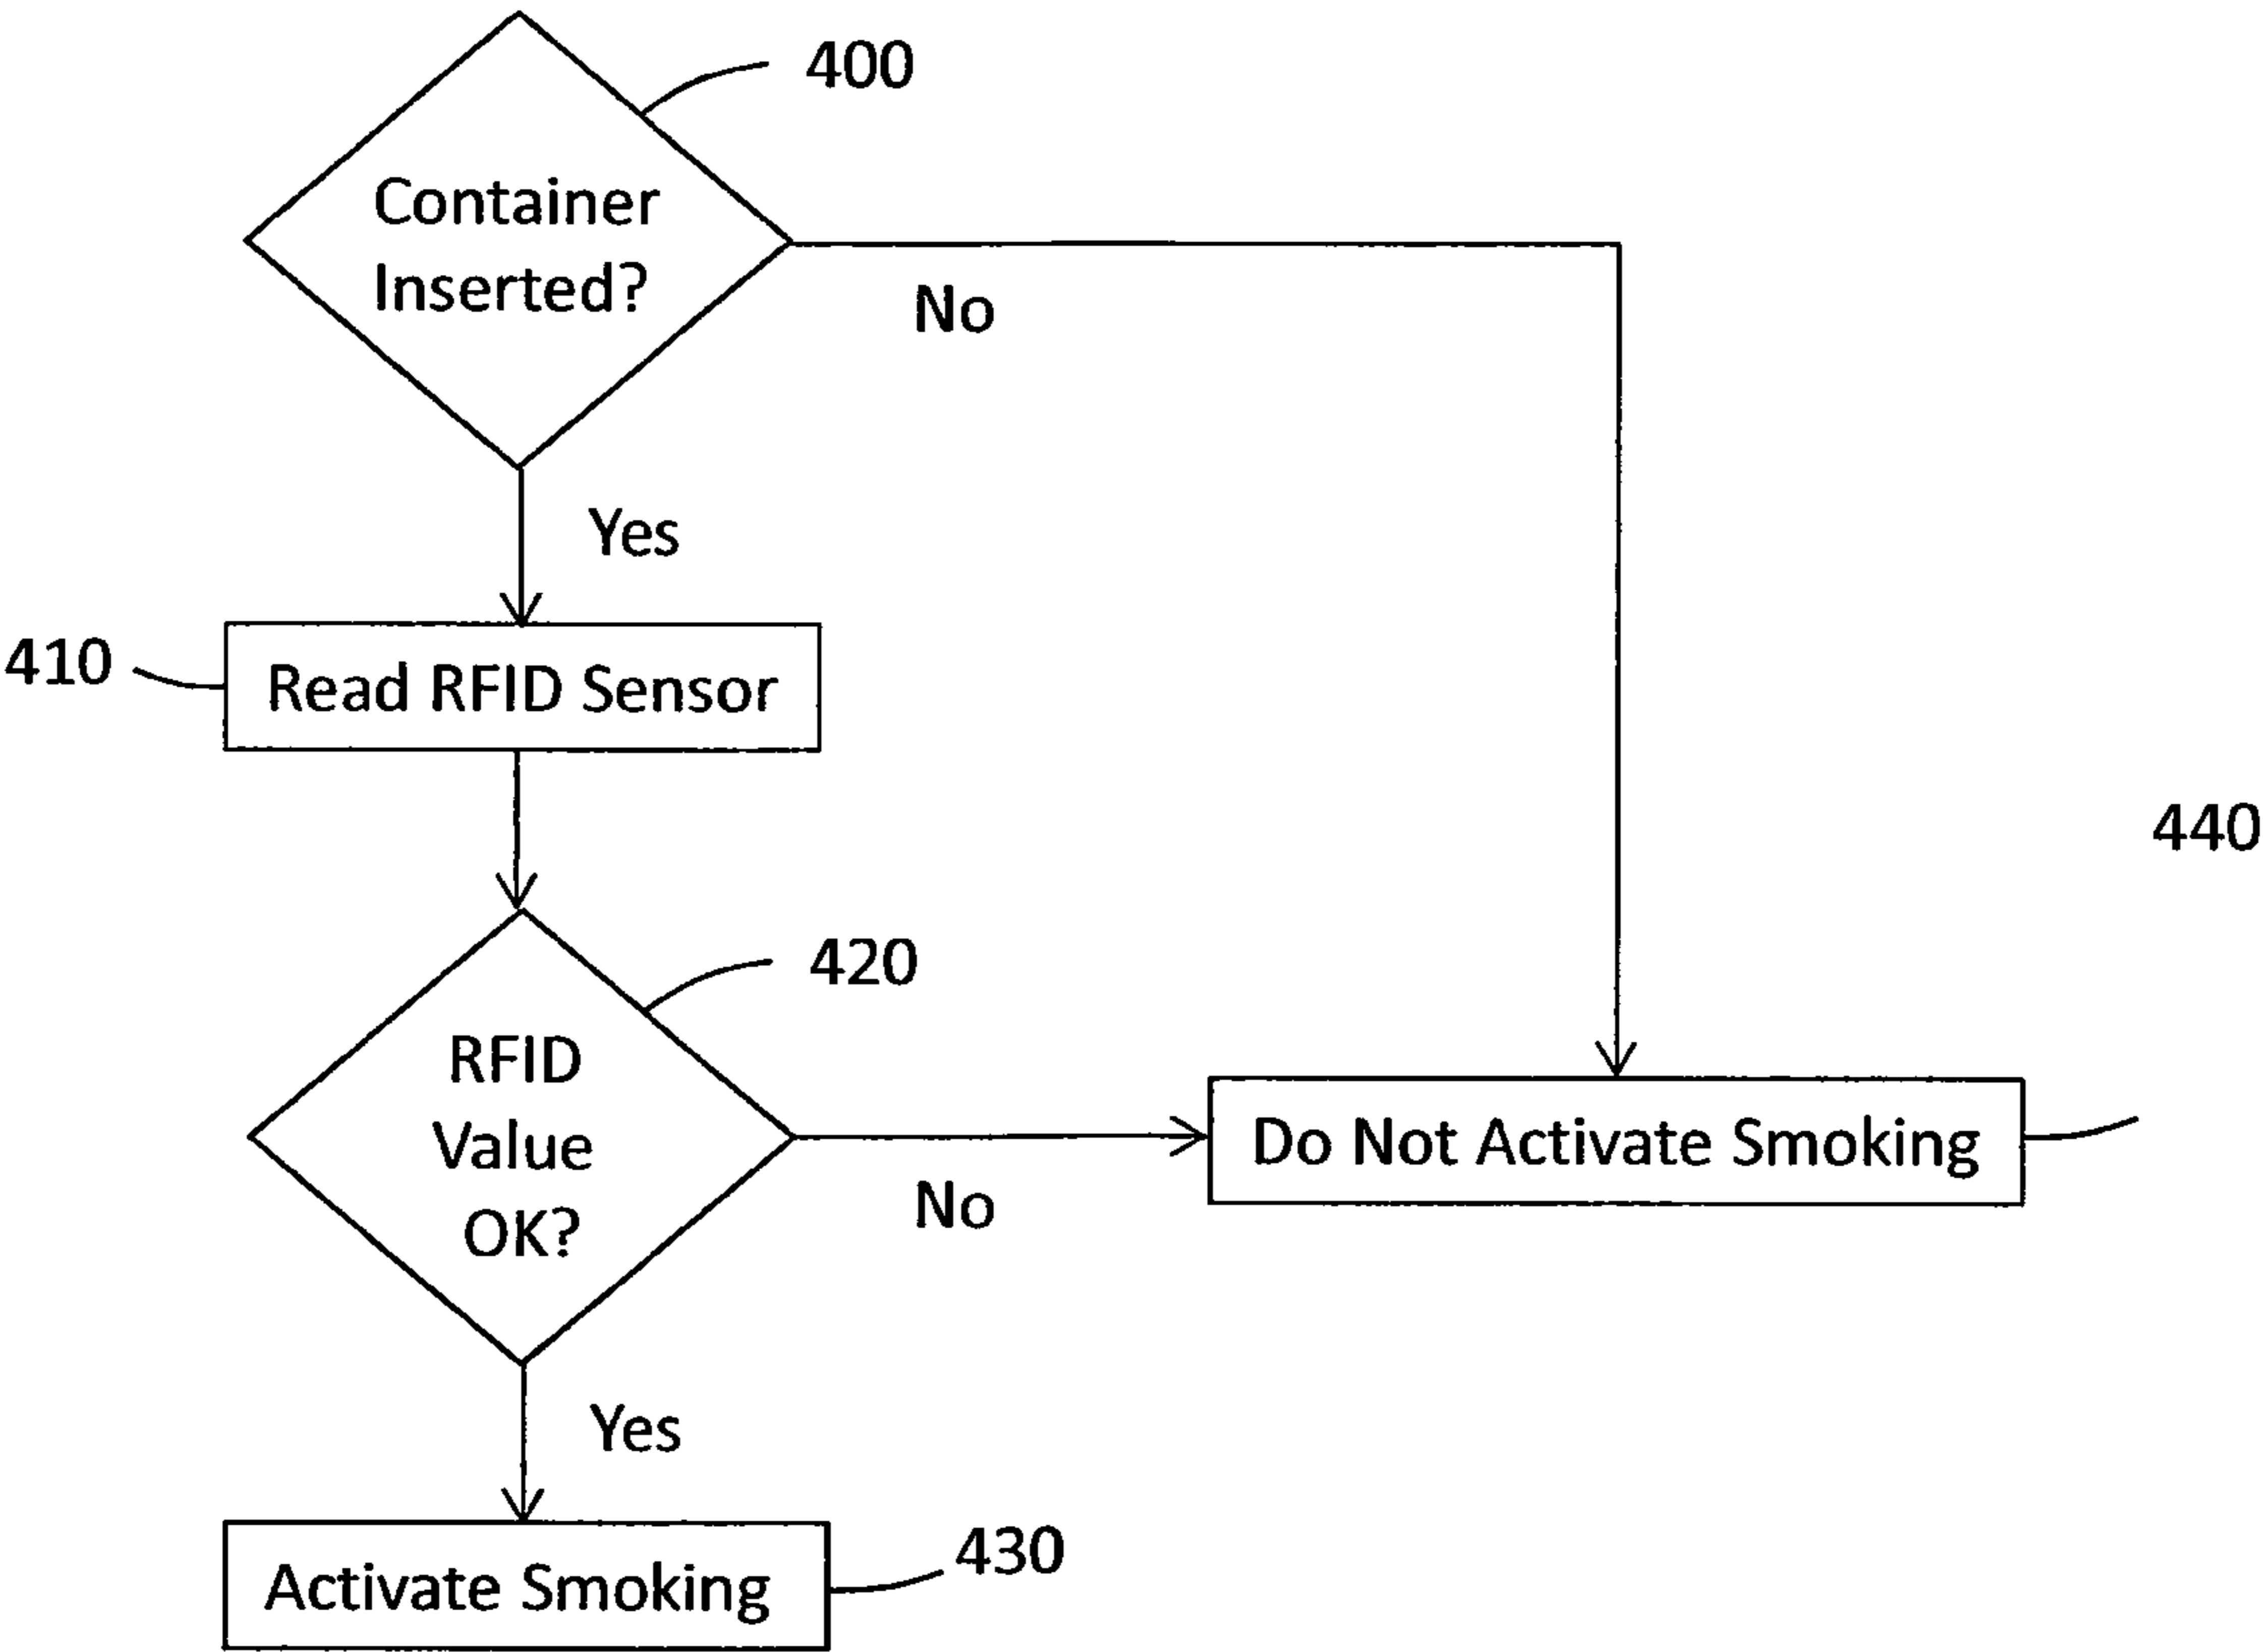 400
Container
Inserted?
No
Yes
410
Read RFID Sensor
440
420
RFID
Value
OK?
No
Do Not Activate Smoking
Yes
430
Activate Smoking